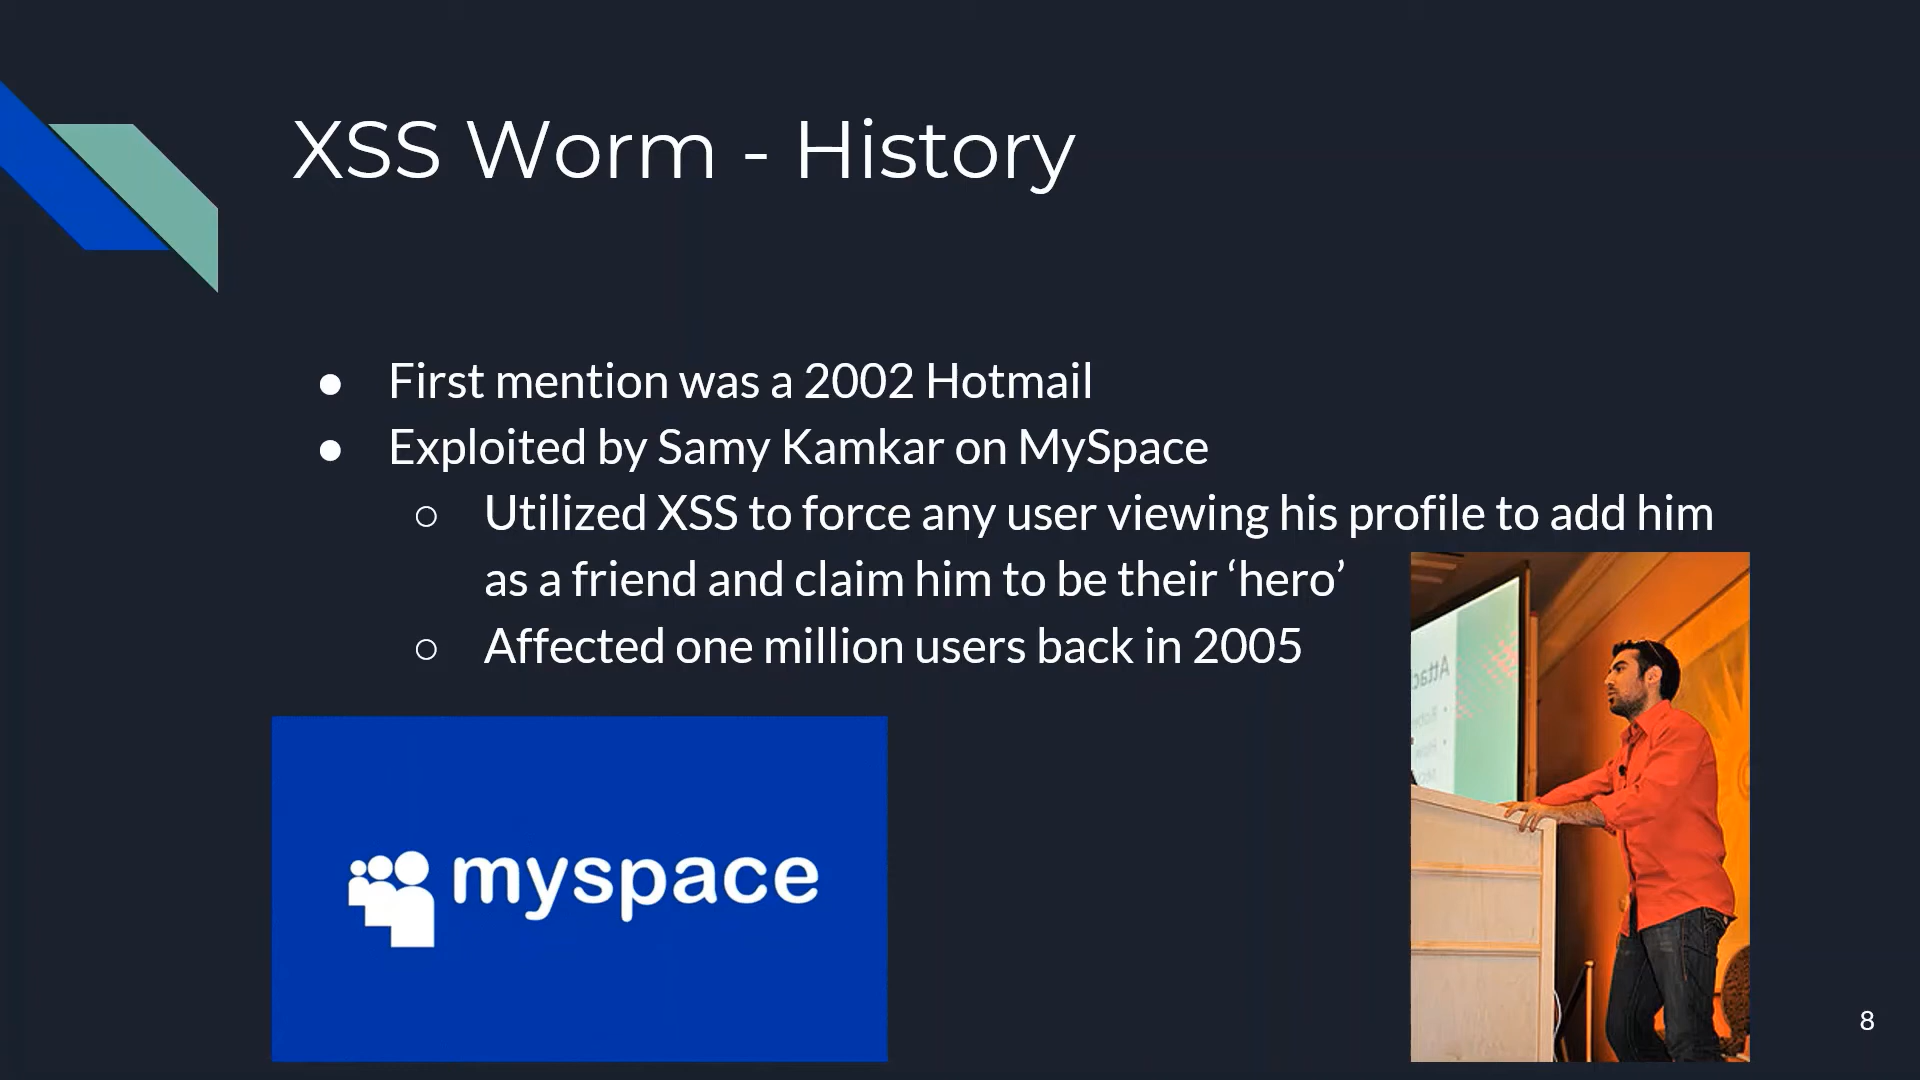 XSS Worm - History
● First mention was a 2002 Hotmail
● Exploited by Samy Kamkar on MySpace
○ Utilized XSS to force any user viewing his profile to add him
as a friend and claim him to be their ‘hero’
○ Affected one million users back in 2005
myspace
8